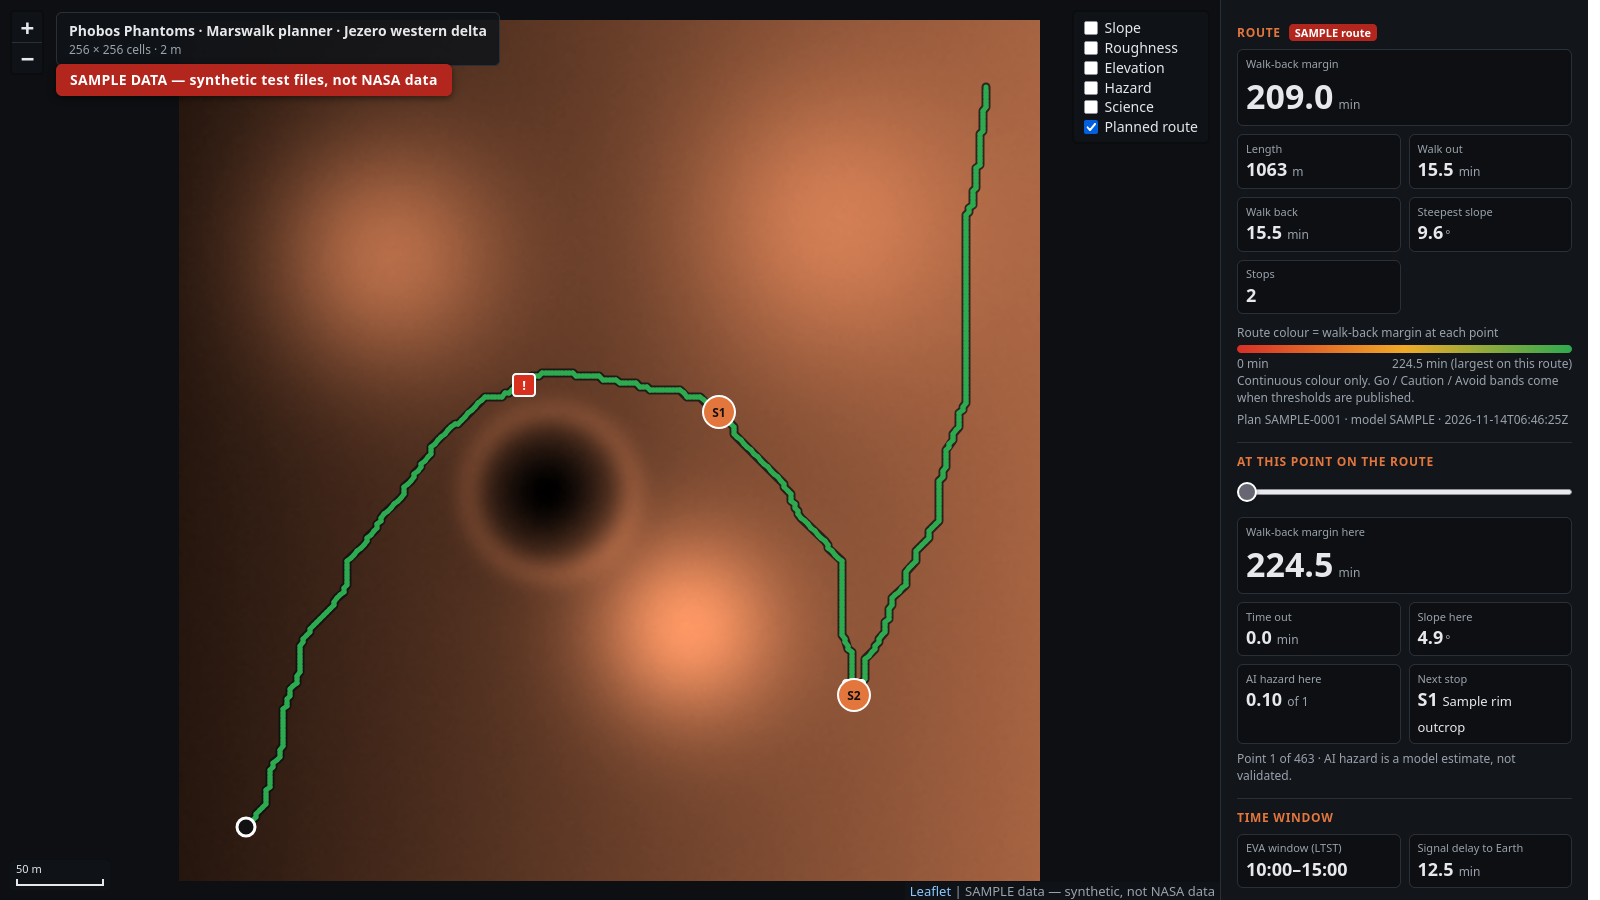 +
−
Phobos Phantoms · Marswalk planner · Jezero western delta
256 × 256 cells · 2 m
SAMPLE DATA — synthetic test files, not NASA data
Slope
Roughness
Elevation
Hazard
Science
Planned route
!
S1
S2
50 m
Leaflet | SAMPLE data — synthetic, not NASA data
ROUTE SAMPLE route
Walk-back margin
209.0 min
Length
1063 m
Walk out
15.5 min
Walk back
15.5 min
Steepest slope
9.6°
Stops
2
Route colour = walk-back margin at each point
0 min 224.5 min (largest on this route)
Continuous colour only. Go / Caution / Avoid bands come
when thresholds are published.
Plan SAMPLE-0001 · model SAMPLE · 2026-11-14T06:46:25Z
AT THIS POINT ON THE ROUTE
Walk-back margin here
224.5 min
Time out
0.0 min
Slope here
4.9°
AI hazard here
0.10 of 1
Next stop
S1 Sample rim
outcrop
Point 1 of 463 · AI hazard is a model estimate, not
validated.
TIME WINDOW
EVA window (LTST)
10:00–15:00
Signal delay to Earth
12.5 min